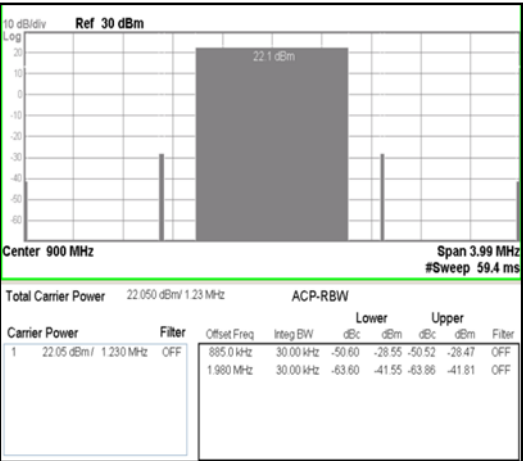 10 dB/div Ref 30 dBm
Log
22.1 dBm
20
10
0
-10
-20
-30
-40
-50
-60
Center 900 MHz Span 3.99 MHz
#Sweep 59.4 ms
Total Carrier Power 22.050 dBm/ 1.23 MHz ACP-RBW
Lower Upper
Carrier Power Filter Offset Freq Integ BW dBc dBm dBc dBm Filter
1 22.05 dBm / 1.230 MHz OFF 885.0 kHz 30.00 kHz -50.60 -28.55 -50.52 -28.47 OFF
1.980 MHz 30.00 kHz -63.60 -41.55 -63.86 -41.81 OFF